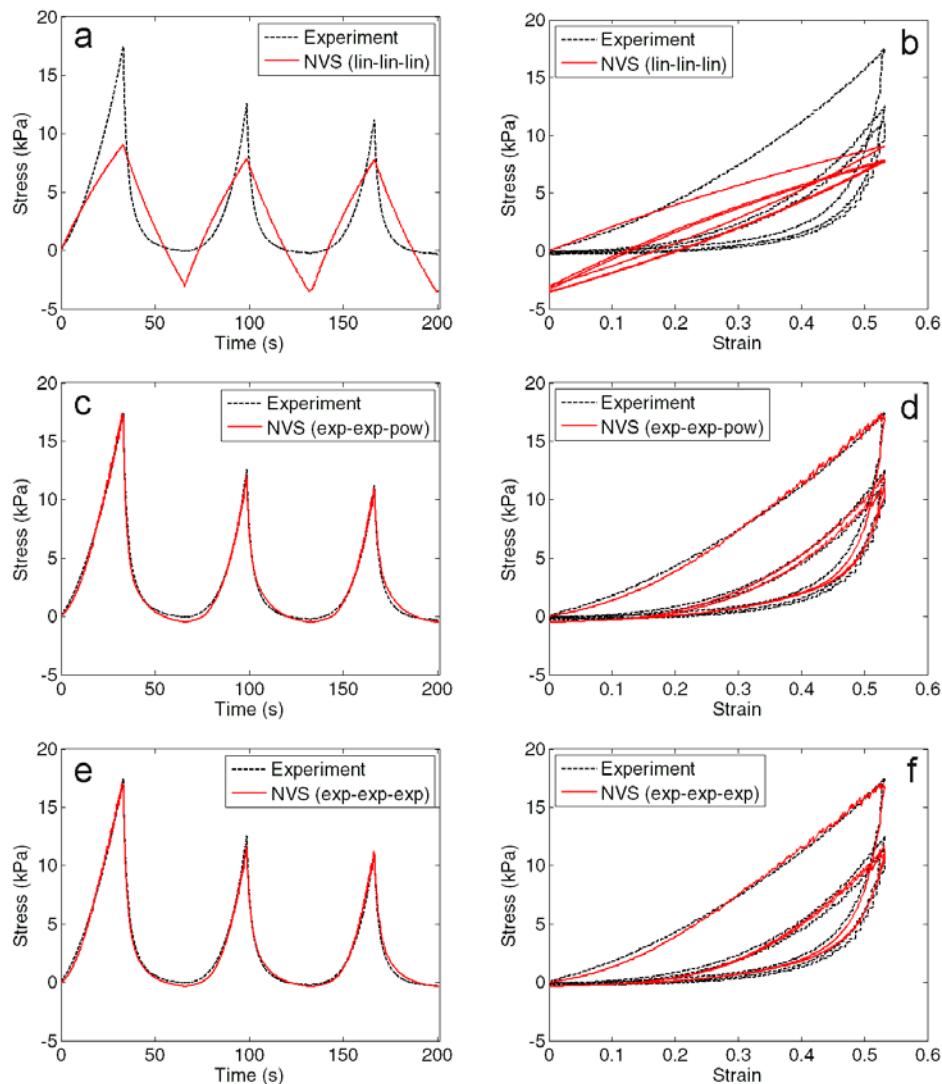 a
Experiment
NVS (lin-lin-lin)
Stress (kPa)
20
15
10
5
0
-5
0 50 100 150 200
Time (s)
b
Experiment
NVS (lin-lin-lin)
Stress (kPa)
20
15
10
5
0
-5
0 0.1 0.2 0.3 0.4 0.5 0.6
Strain
c
Experiment
NVS (exp-exp-pow)
Stress (kPa)
20
15
10
5
0
-5
0 50 100 150 200
Time (s)
d
Experiment
NVS (exp-exp-pow)
Stress (kPa)
20
15
10
5
0
-5
0 0.1 0.2 0.3 0.4 0.5 0.6
Strain
e
Experiment
NVS (exp-exp-exp)
Stress (kPa)
20
15
10
5
0
-5
0 50 100 150 200
Time (s)
f
Experiment
NVS (exp-exp-exp)
Stress (kPa)
20
15
10
5
0
-5
0 0.1 0.2 0.3 0.4 0.5 0.6
Strain